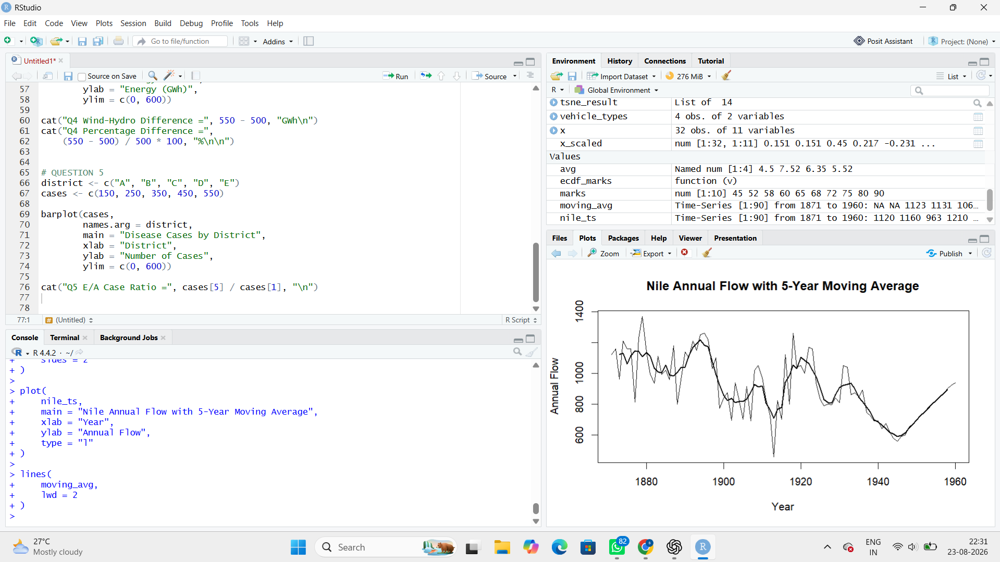 RStudio
File Edit Code View Plots Session Build Debug Profile Tools Help
Go to file/function
Addins
Posit Assistant
Project: (None)
Untitled1*
Source on Save
Run
Source
57 ylab = "Energy (GWh)",
58 ylim = c(0, 600))
59
60 cat("Q4 Wind-Hydro Difference =", 550 - 500, "GWh\n")
61 cat("Q4 Percentage Difference =",
62 (550 - 500) / 500 * 100, "%\n\n")
63
64
65 # QUESTION 5
66 district <- c("A", "B", "C", "D", "E")
67 cases <- c(150, 250, 350, 450, 550)
68
69 barplot(cases,
70 names.arg = district,
71 main = "Disease Cases by District",
72 xlab = "District",
73 ylab = "Number of Cases",
74 ylim = c(0, 600))
75
76 cat("Q5 E/A Case Ratio =", cases[5] / cases[1], "\n")
77
78
77:1 # (Untitled) R Script
Console Terminal Background Jobs
R 4.4.2 · ~/
+ sides = 2
+ )
>
> plot(
+ nile_ts,
+ main = "Nile Annual Flow with 5-Year Moving Average",
+ xlab = "Year",
+ ylab = "Annual Flow",
+ type = "l"
+ )
>
> lines(
+ moving_avg,
+ lwd = 2
+ )
>
Environment History Connections Tutorial
Import Dataset 276 MiB List
R Global Environment
tsne_result List of 14
vehicle_types 4 obs. of 2 variables
x 32 obs. of 11 variables
x_scaled num [1:32, 1:11] 0.151 0.151 0.45 0.217 -0.231 ...
Values
avg Named num [1:4] 4.5 7.52 6.35 5.52
ecdf_marks function (v)
marks num [1:10] 45 52 58 60 65 68 72 75 80 90
moving_avg Time-Series [1:90] from 1871 to 1960: NA NA 1123 1131 106...
nile_ts Time-Series [1:90] from 1871 to 1960: 1120 1160 963 1210 ...
Files Plots Packages Help Viewer Presentation
Zoom Export Publish
Nile Annual Flow with 5-Year Moving Average
Annual Flow
1400
1000
800
600
1880 1900 1920 1940 1960
Year
27°C
Mostly cloudy
Search
82
ENG
IN
22:31
23-08-2026